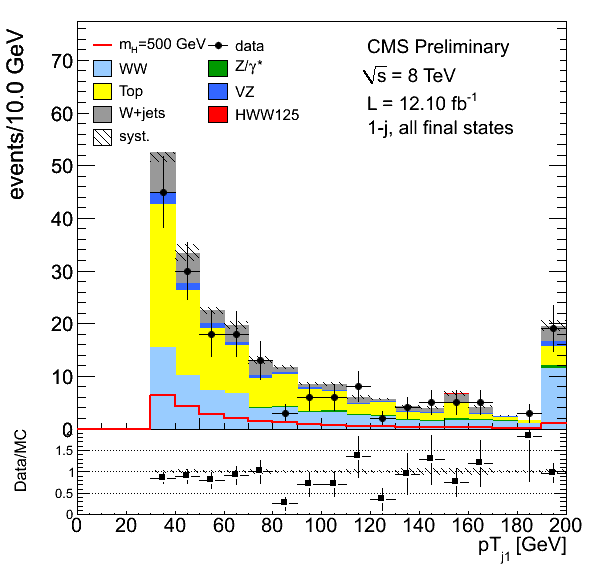 events/10.0 GeV
70
60
50
40
30
20
10
0
m_H=500 GeV
data
WW
Z/γ*
Top
VZ
W+jets
HWW125
syst.
CMS Preliminary
√s = 8 TeV
L = 12.10 fb⁻¹
1-j, all final states
Data/MC
1.5
1
0.5
0
0 20 40 60 80 100 120 140 160 180 200
pT_j1 [GeV]